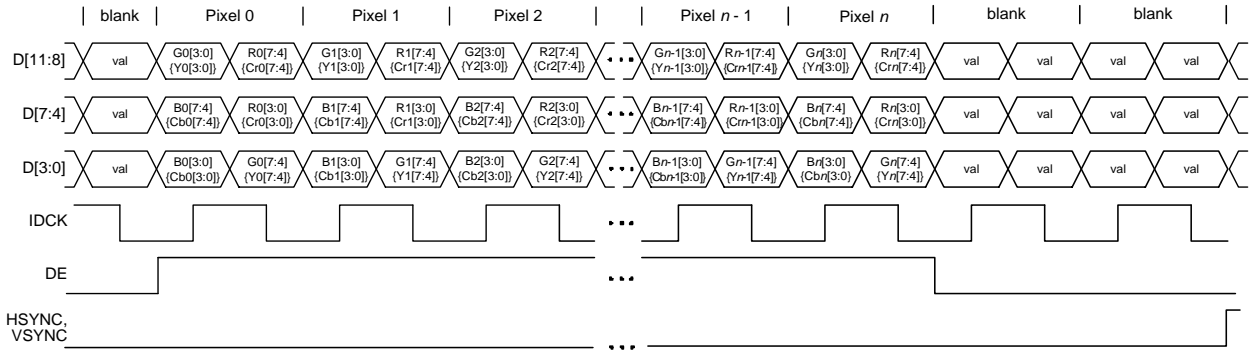 blank Pixel 0 Pixel 1 Pixel 2 Pixel n - 1 Pixel n blank blank
D[11:8] val G0[3:0] R0[7:4] G1[3:0] R1[7:4] G2[3:0] R2[7:4] Gn-1[3:0] Rn-1[7:4] Gn[3:0] Rn[7:4] val val val val
{Y0[3:0]} {Cr0[7:4]} {Y1[3:0]} {Cr1[7:4]} {Y2[3:0]} {Cr2[7:4]} {Yn-1[3:0]} {Crn-1[7:4]} {Yn[3:0]} {Crn[7:4]}
D[7:4] val B0[7:4] R0[3:0] B1[7:4] R1[3:0] B2[7:4] R2[3:0] Bn-1[7:4] Rn-1[3:0] Bn[7:4] Rn[3:0] val val val val
{Cb0[7:4]} {Cr0[3:0]} {Cb1[7:4]} {Cr1[3:0]} {Cb2[7:4]} {Cr2[3:0]} {Cbn-1[7:4]} {Crn-1[3:0]} {Cbn[7:4]} {Crn[3:0]}
D[3:0] val B0[3:0] G0[7:4] B1[3:0] G1[7:4] B2[3:0] G2[7:4] Bn-1[3:0] Gn-1[7:4] Bn[3:0] Gn[7:4] val val val val
{Cb0[3:0]} {Y0[7:4]} {Cb1[3:0]} {Y1[7:4]} {Cb2[3:0]} {Y2[7:4]} {Cbn-1[3:0]} {Yn-1[7:4]} {Cbn[3:0} {Yn[7:4]}
IDCK
DE
HSYNC,
VSYNC